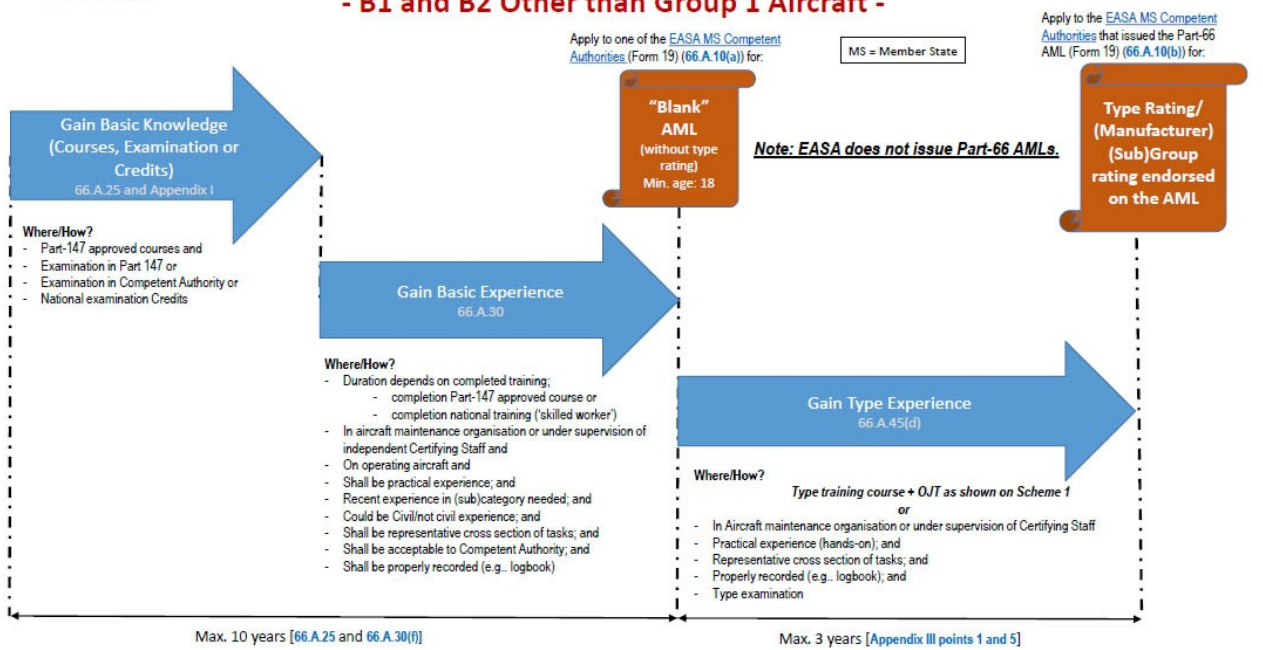 - B1 and B2 Other than Group 1 Aircraft -
Apply to one of the EASA MS Competent
Authorities (Form 19) (66.A.10(a)) for:
MS = Member State
Apply to the EASA MS Competent
Authorities that issued the Part-66
AML (Form 19) (66.A.10(b)) for:
Gain Basic Knowledge
(Courses, Examination or
Credits)
66.A.25 and Appendix I
"Blank"
AML
(without type
rating)
Min. age: 18
Note: EASA does not issue Part-66 AMLs.
Type Rating/
(Manufacturer)
(Sub)Group
rating endorsed
on the AML
Where/How?
- Part-147 approved courses and
- Examination in Part 147 or
- Examination in Competent Authority or
- National examination Credits
Gain Basic Experience
66.A.30
Where/How?
- Duration depends on completed training;
- completion Part-147 approved course or
- completion national training ('skilled worker')
- In aircraft maintenance organisation or under supervision of
independent Certifying Staff and
- On operating aircraft and
- Shall be practical experience; and
- Recent experience in (sub)category needed; and
- Could be Civil/not civil experience; and
- Shall be representative cross section of tasks; and
- Shall be acceptable to Competent Authority; and
- Shall be properly recorded (e.g.. logbook)
Gain Type Experience
66.A.45(d)
Where/How?
Type training course + OJT as shown on Scheme 1
or
- In Aircraft maintenance organisation or under supervision of Certifying Staff
- Practical experience (hands-on); and
- Representative cross section of tasks; and
- Properly recorded (e.g.. logbook); and
- Type examination
Max. 10 years [66.A.25 and 66.A.30(f)]
Max. 3 years [Appendix III points 1 and 5]